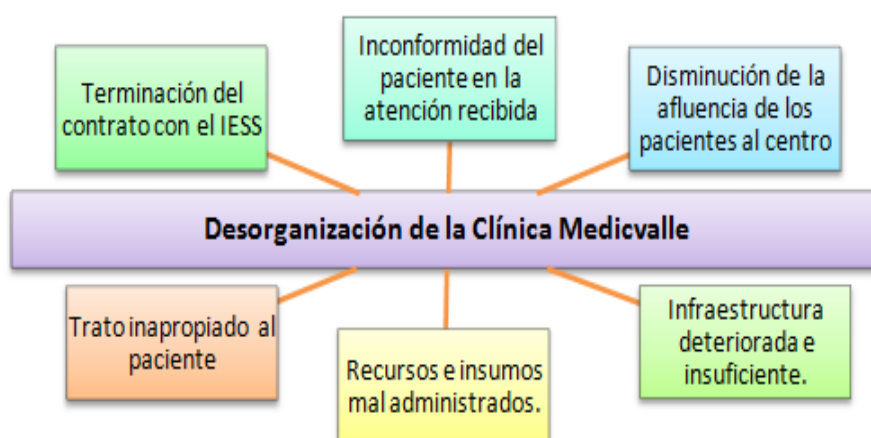 Terminación del
contrato con el IESS
Inconformidad del
paciente en la
atención recibida
Disminución de la
afluencia de los
pacientes al centro
Desorganización de la Clínica Medicvalle
Trato inapropiado al
paciente
Recursos e insumos
mal administrados.
Infraestructura
deteriorada e
insuficiente.